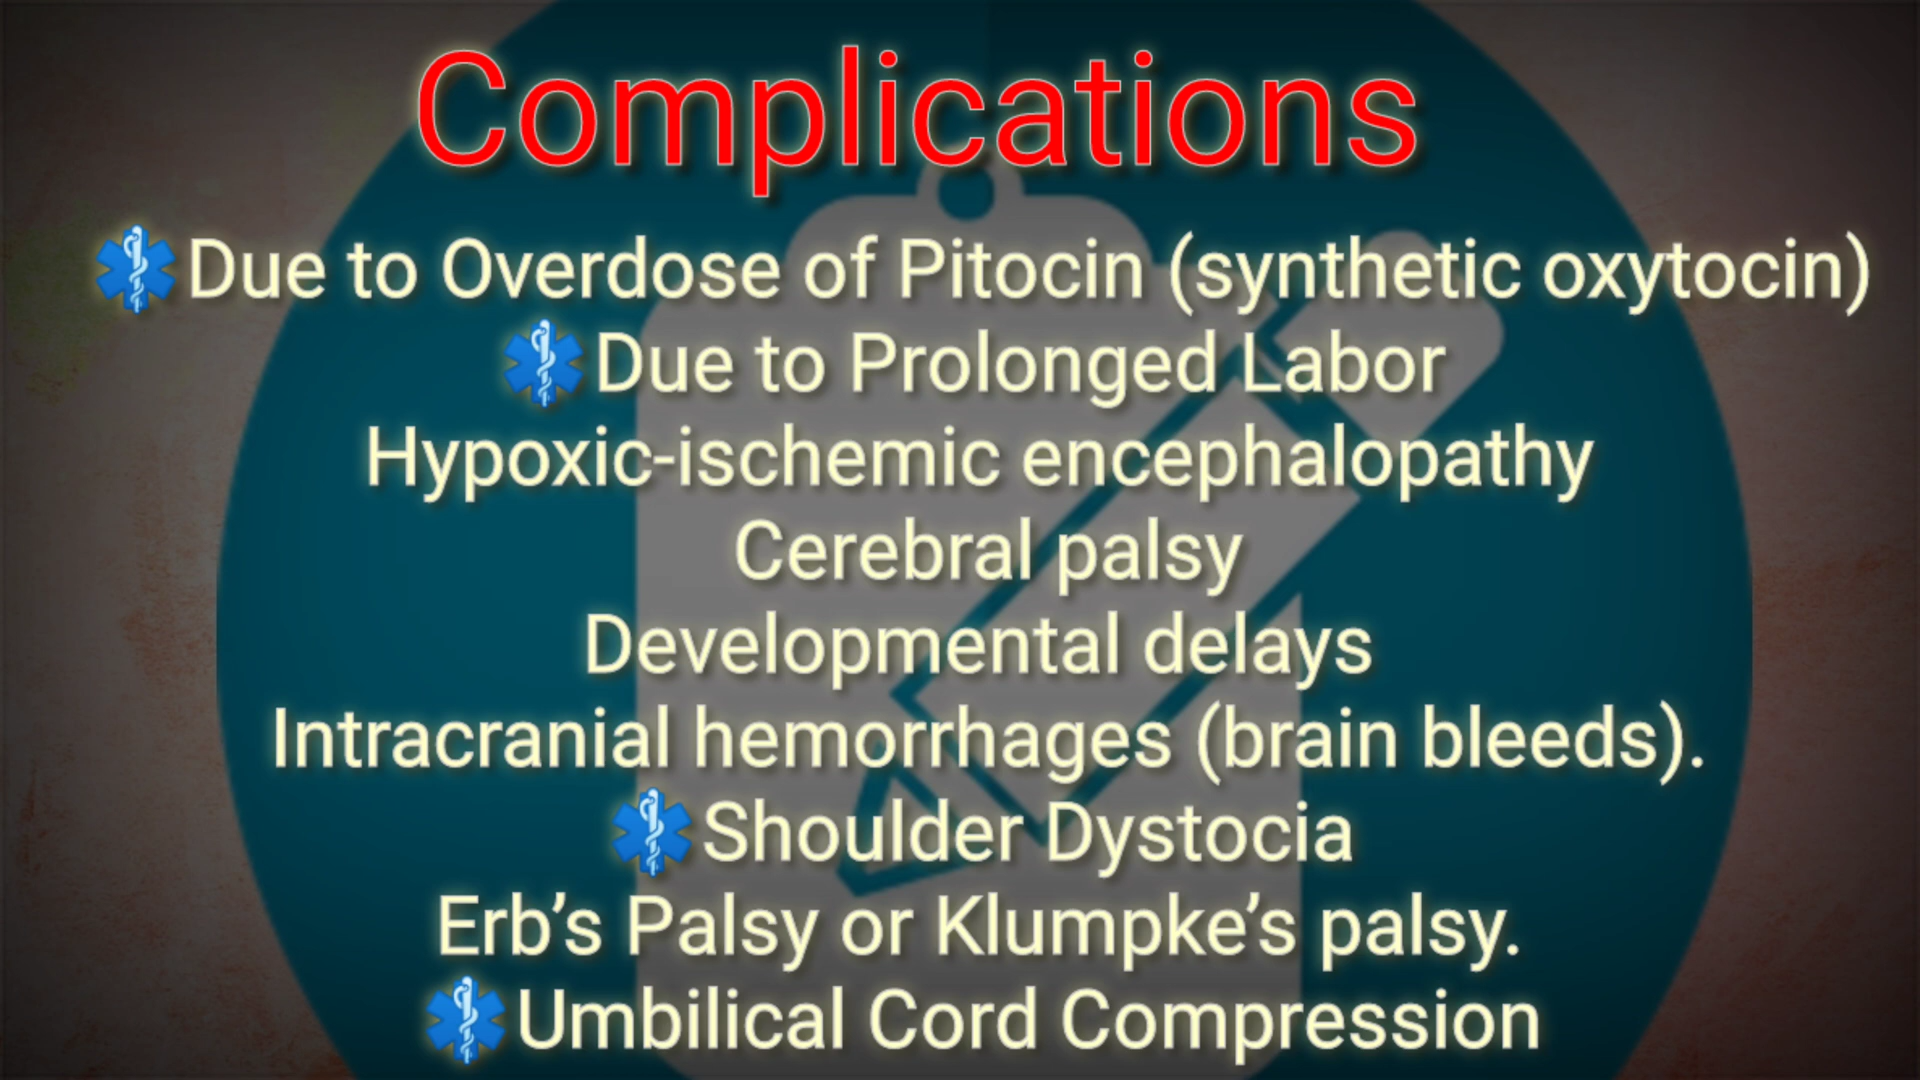 Complications
Due to Overdose of Pitocin (synthetic oxytocin)
Due to Prolonged Labor
Hypoxic-ischemic encephalopathy
Cerebral palsy
Developmental delays
Intracranial hemorrhages (brain bleeds).
Shoulder Dystocia
Erb’s Palsy or Klumpke’s palsy.
Umbilical Cord Compression